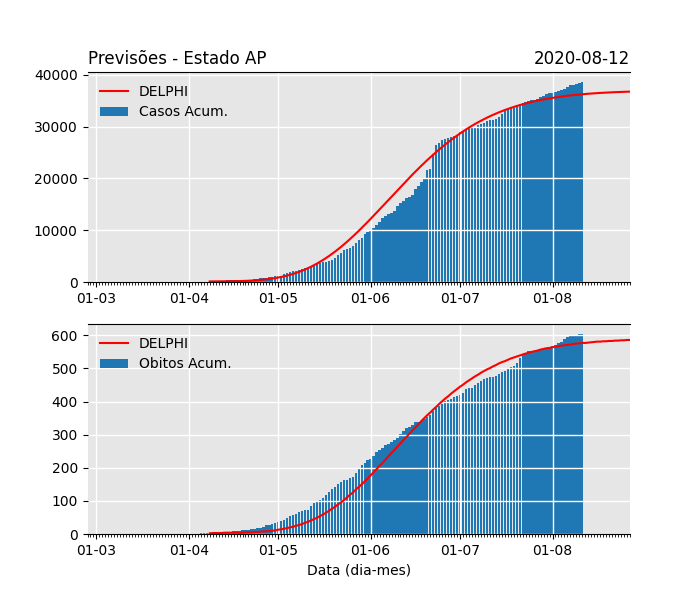 Previsões - Estado AP 2020-08-12
40000
30000
20000
10000
0
DELPHI
Casos Acum.
01-03 01-04 01-05 01-06 01-07 01-08
600
500
400
300
200
100
0
DELPHI
Obitos Acum.
01-03 01-04 01-05 01-06 01-07 01-08
Data (dia-mes)